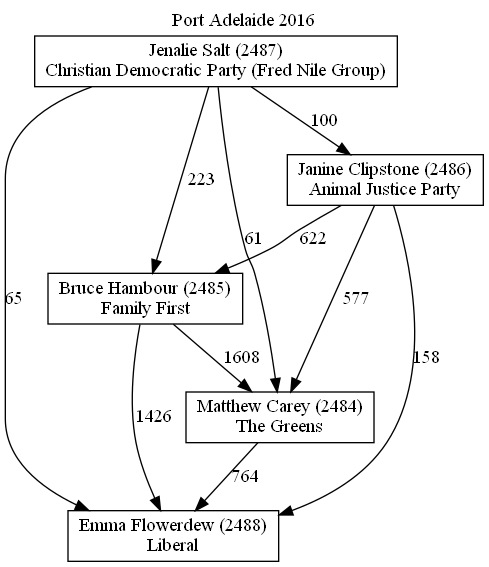 Port Adelaide 2016
Jenalie Salt (2487)
Christian Democratic Party (Fred Nile Group)
100
Janine Clipstone (2486)
Animal Justice Party
223
61
622
Bruce Hambour (2485)
Family First
65
577
1608
158
Matthew Carey (2484)
The Greens
1426
764
Emma Flowerdew (2488)
Liberal